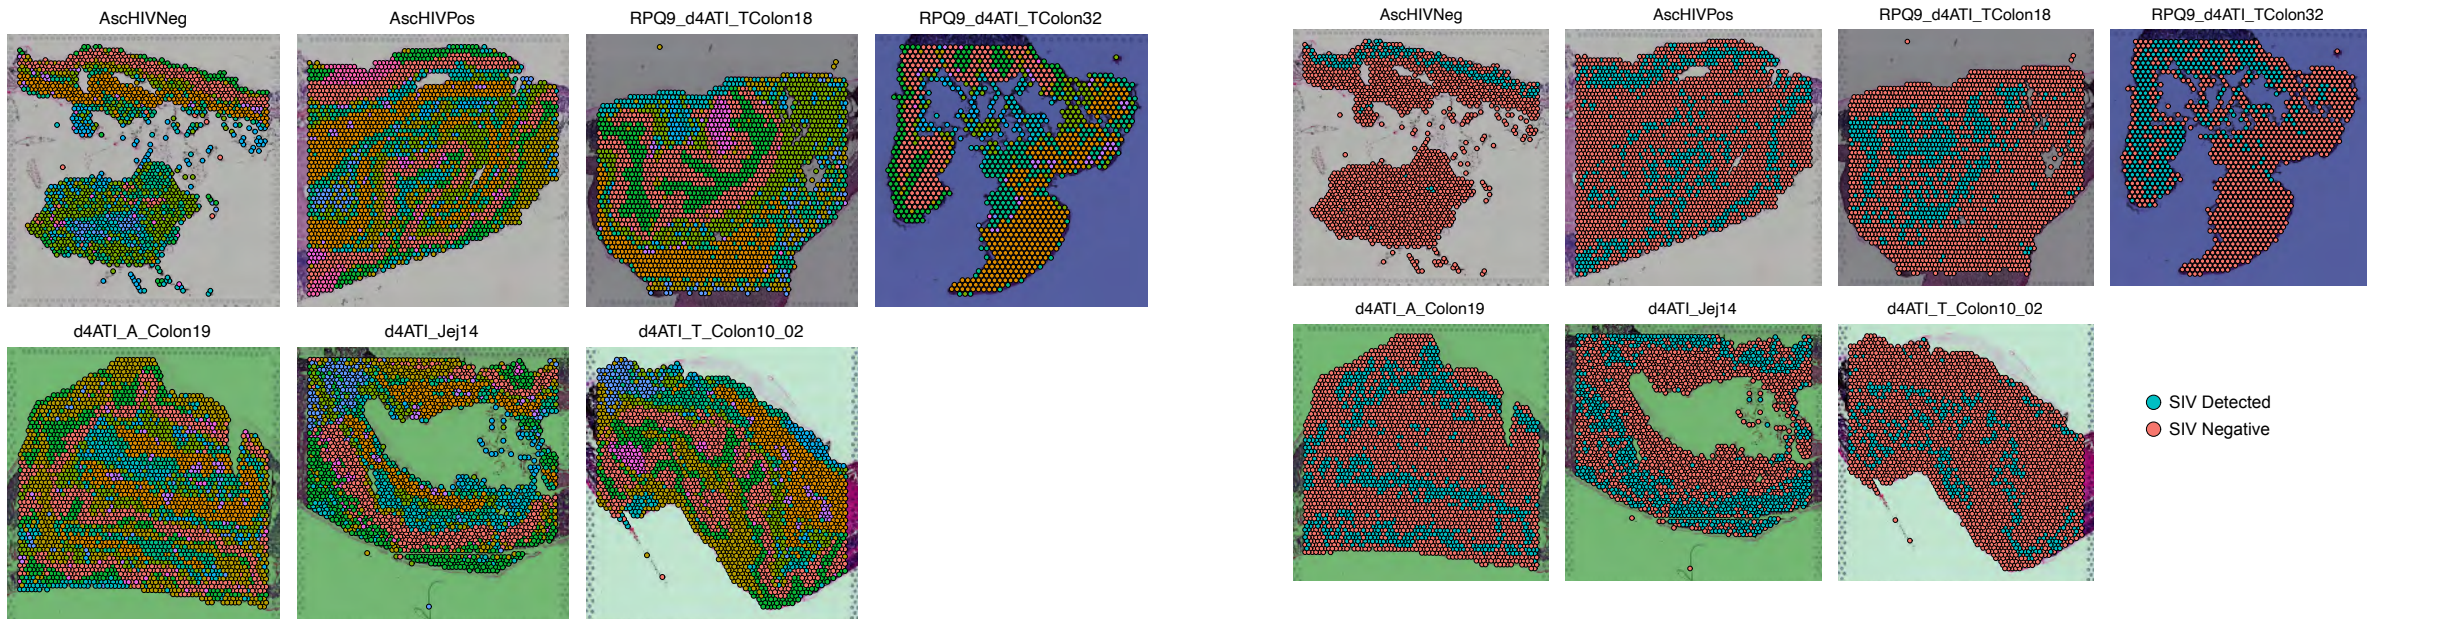 AscHIVNeg
AscHIVPos
RPQ9_d4ATI_TColon18
RPQ9_d4ATI_TColon32
d4ATI_A_Colon19
d4ATI_Jej14
d4ATI_T_Colon10_02
AscHIVNeg
AscHIVPos
RPQ9_d4ATI_TColon18
RPQ9_d4ATI_TColon32
d4ATI_A_Colon19
d4ATI_Jej14
d4ATI_T_Colon10_02
SIV Detected
SIV Negative